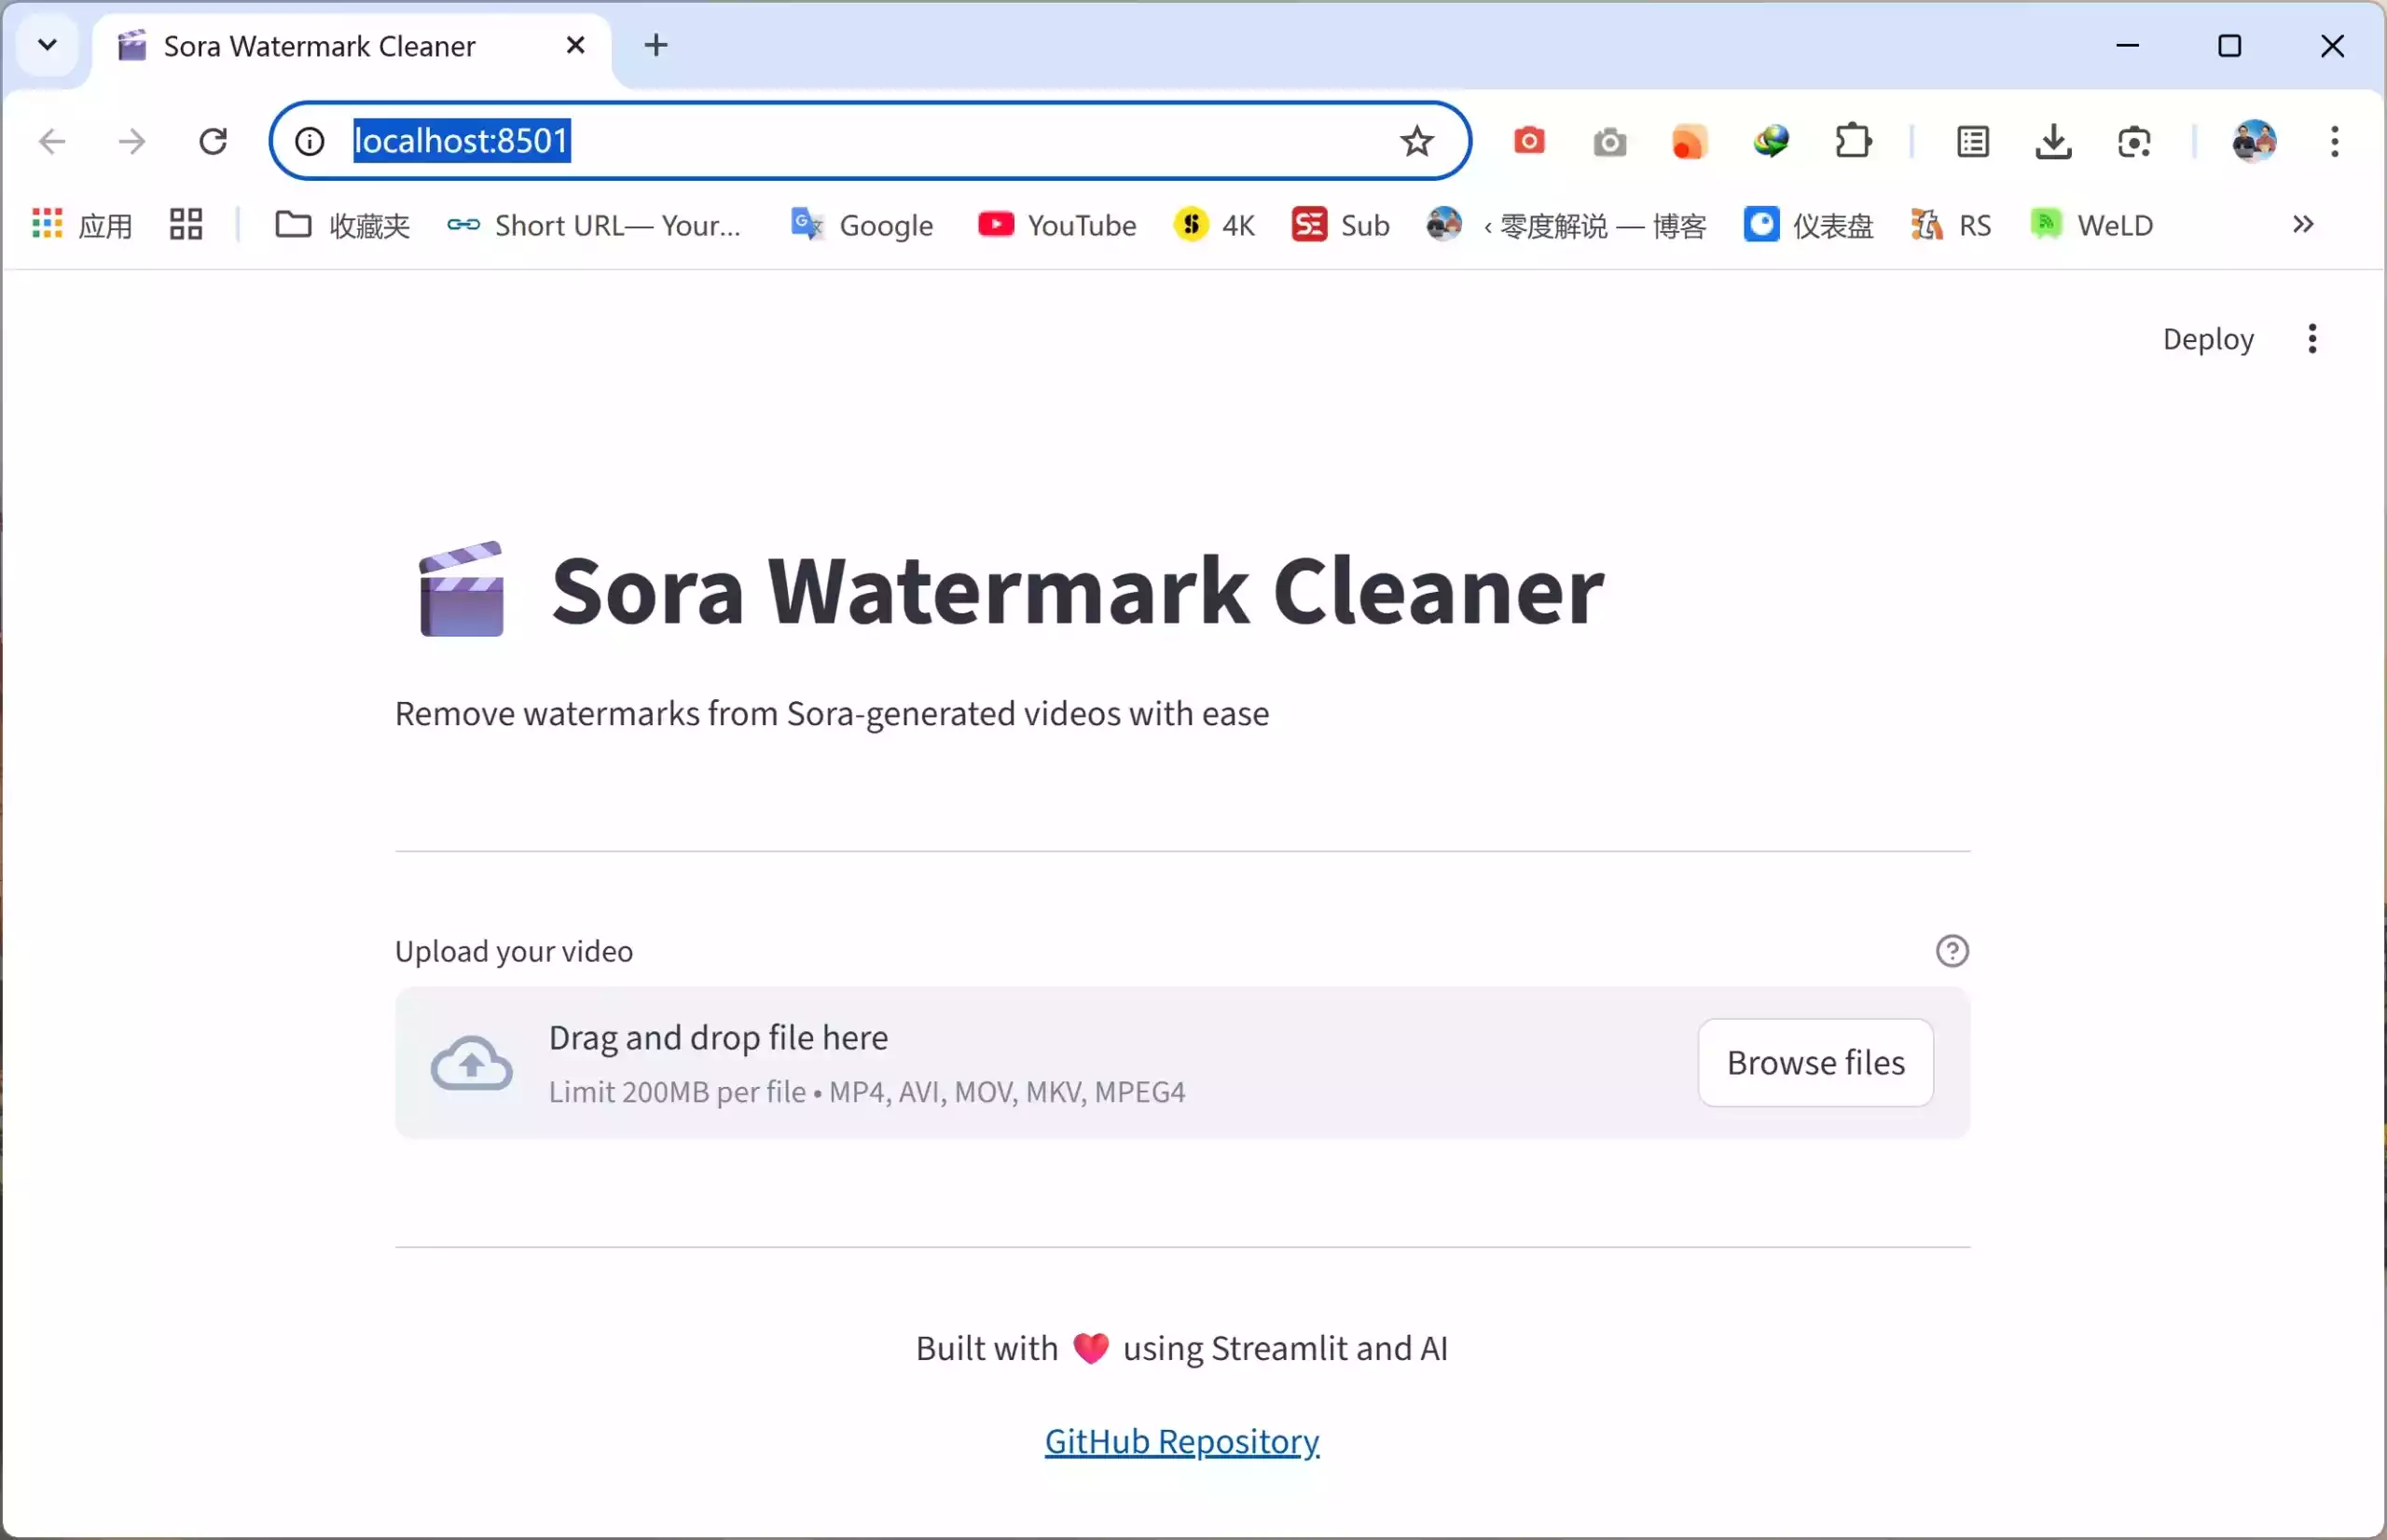 Sora Watermark Cleaner
localhost:8501
应用 收藏夹 Short URL— Your... Google YouTube 4K SE Sub ‹ 零度解说 — 博客 仪表盘 RS WeLD
Deploy
Sora Watermark Cleaner
Remove watermarks from Sora-generated videos with ease
Upload your video
Drag and drop file here
Limit 200MB per file • MP4, AVI, MOV, MKV, MPEG4
Browse files
Built with ❤️ using Streamlit and AI
GitHub Repository